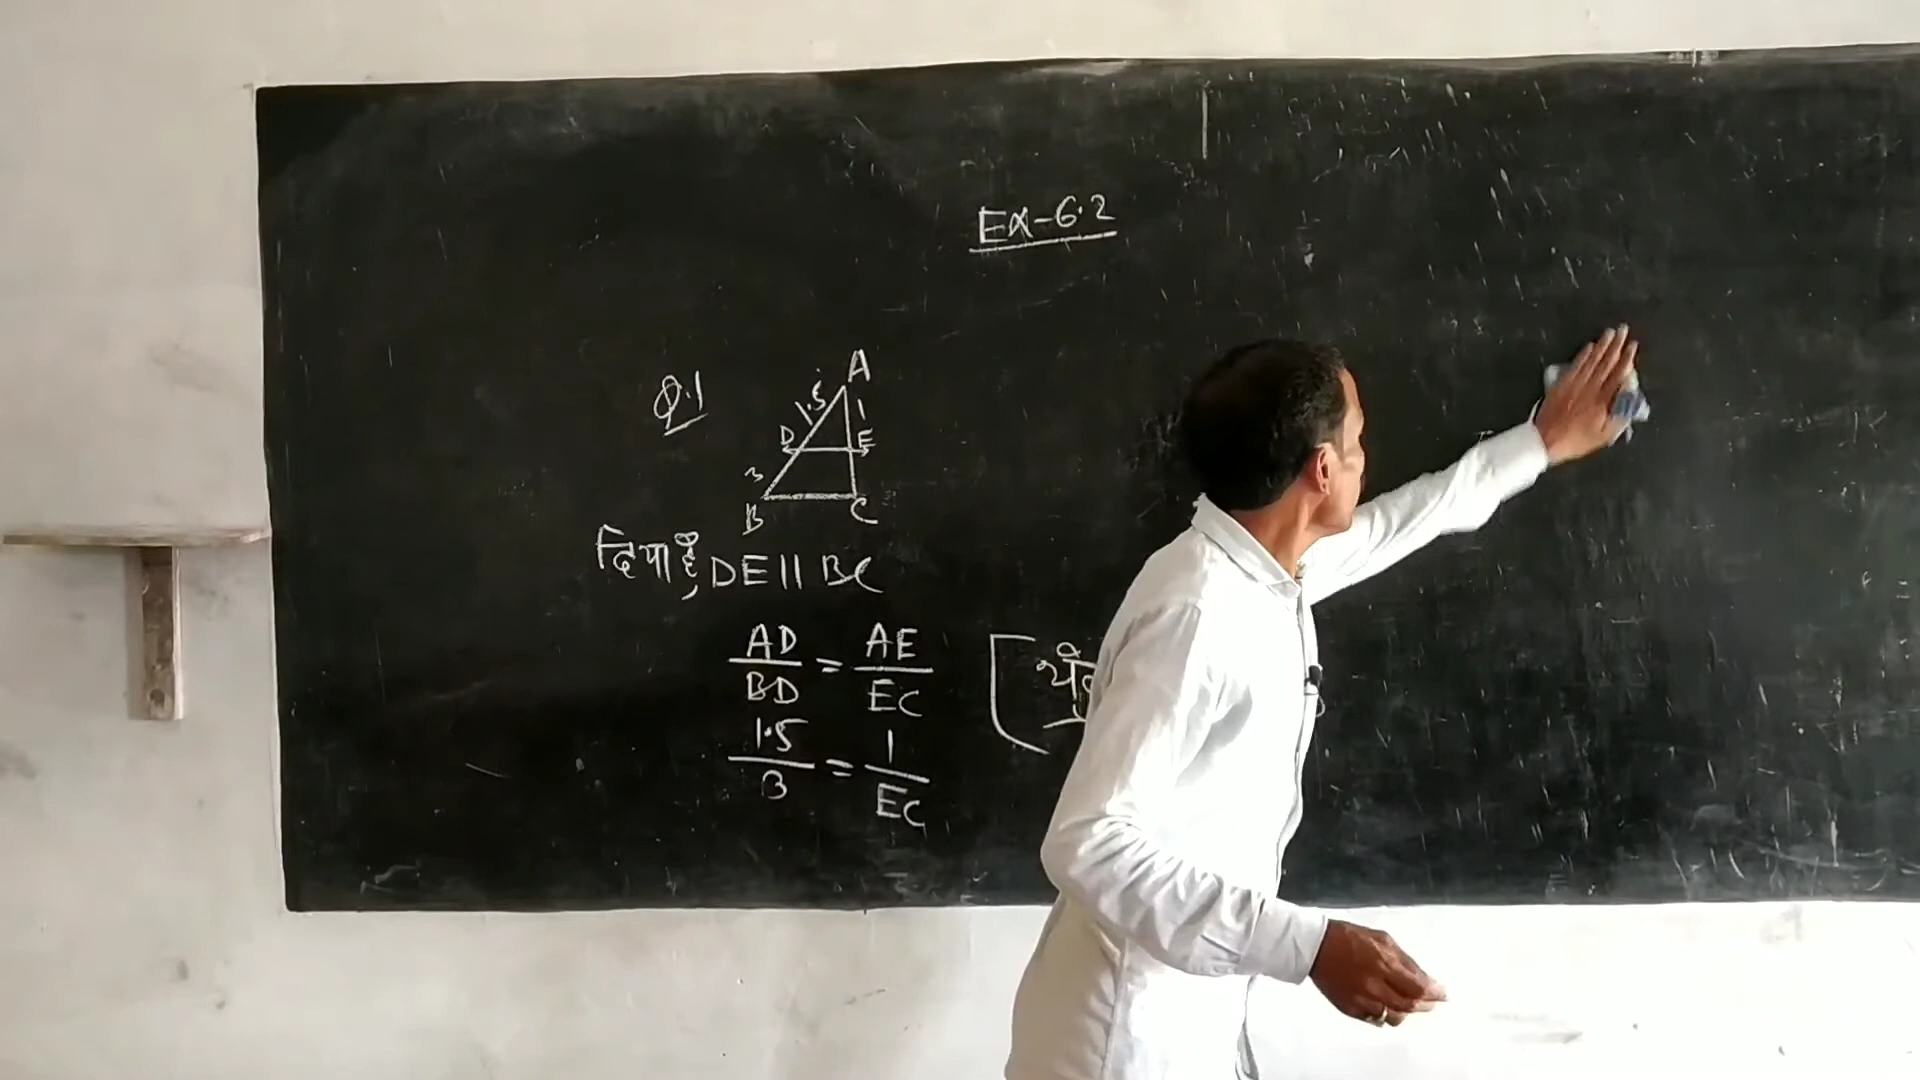 Ex-6.2
Q.1
A
1.5
1
D
E
3
B
C
दिया है, DE || BC
AD/BD = AE/EC
1.5/3 = 1/EC